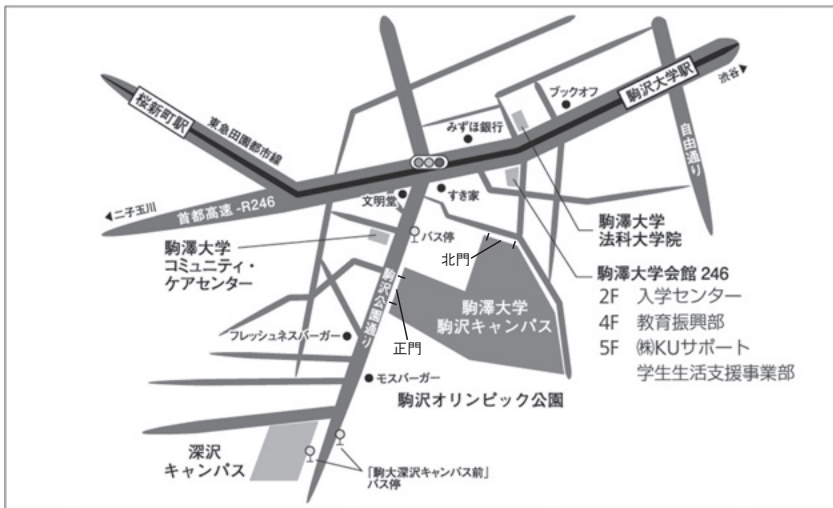 桜新町駅
東急田園都市線
駒沢大学駅
渋谷▶
ブックオフ
みずほ銀行
自由通り
◀二子玉川
首都高速-R246
文明堂
すき家
バス停
駒澤大学
法科大学院
駒澤大学
コミュニティ・
ケアセンター
北門
駒澤大学会館 246
2F 入学センター
4F 教育振興部
5F ㈱KUサポート
学生生活支援事業部
駒沢公園通り
駒澤大学
駒沢キャンパス
フレッシュネスバーガー
正門
モスバーガー
駒沢オリンピック公園
深沢
キャンパス
「駒大深沢キャンパス前」
バス停